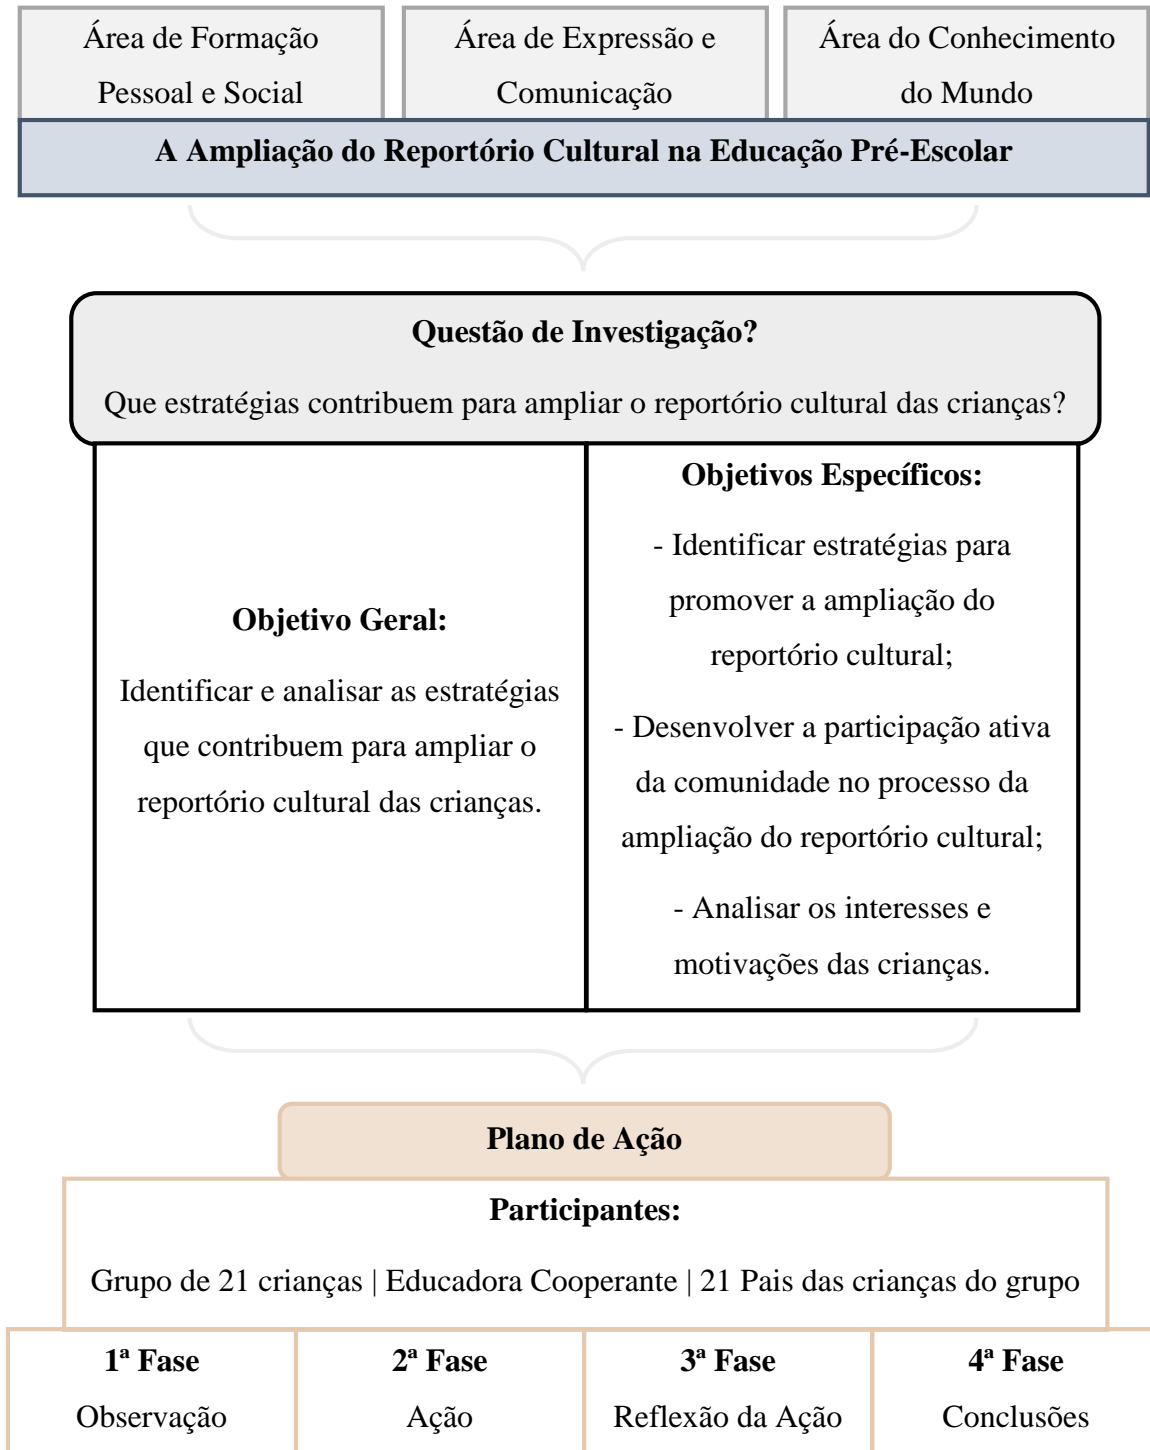 Área de Formação
Pessoal e Social
Área de Expressão e
Comunicação
Área do Conhecimento
do Mundo
A Ampliação do Reportório Cultural na Educação Pré-Escolar
Questão de Investigação?
Que estratégias contribuem para ampliar o reportório cultural das crianças?
Objetivo Geral:
Identificar e analisar as estratégias
que contribuem para ampliar o
reportório cultural das crianças.
Objetivos Específicos:
- Identificar estratégias para
promover a ampliação do
reportório cultural;
- Desenvolver a participação ativa
da comunidade no processo da
ampliação do reportório cultural;
- Analisar os interesses e
motivações das crianças.
Plano de Ação
Participantes:
Grupo de 21 crianças | Educadora Cooperante | 21 Pais das crianças do grupo
1ª Fase
Observação
2ª Fase
Ação
3ª Fase
Reflexão da Ação
4ª Fase
Conclusões